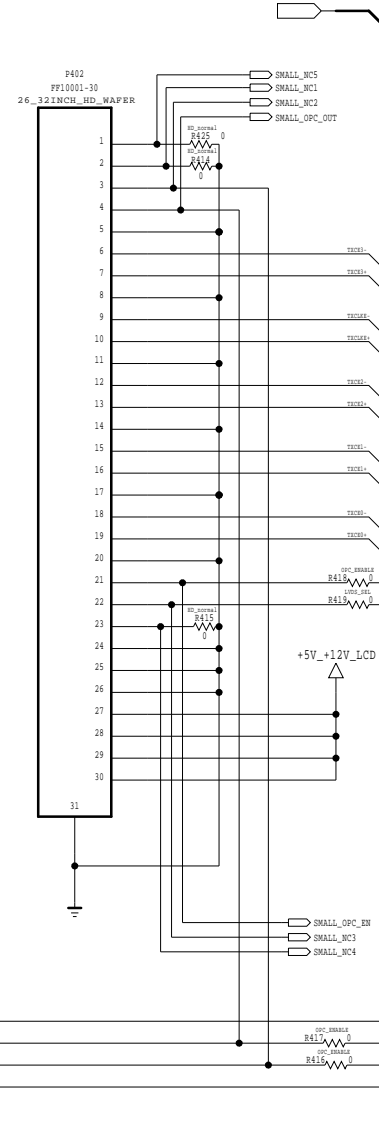 P402
FF10001-30
26_32INCH_HD_WAFER
SMALL_NC5
SMALL_NC1
SMALL_NC2
SMALL_OPC_OUT
HD_normal
R425 0
1
HD_normal
R414
0
2
3
4
5
6
TXCE3-
7
TXCE3+
8
9
TXCLKE-
10
TXCLKE+
11
12
TXCE2-
13
TXCE2+
14
15
TXCE1-
16
TXCE1+
17
18
TXCE0-
19
TXCE0+
20
OPC_ENABLE
21
R418 0
LVDS_SEL
22
R419 0
HD_normal
R415
0
23
24
25
26
+5V_+12V_LCD
27
28
29
30
31
SMALL_OPC_EN
SMALL_NC3
SMALL_NC4
OPC_ENABLE
R417 0
OPC_ENABLE
R416 0